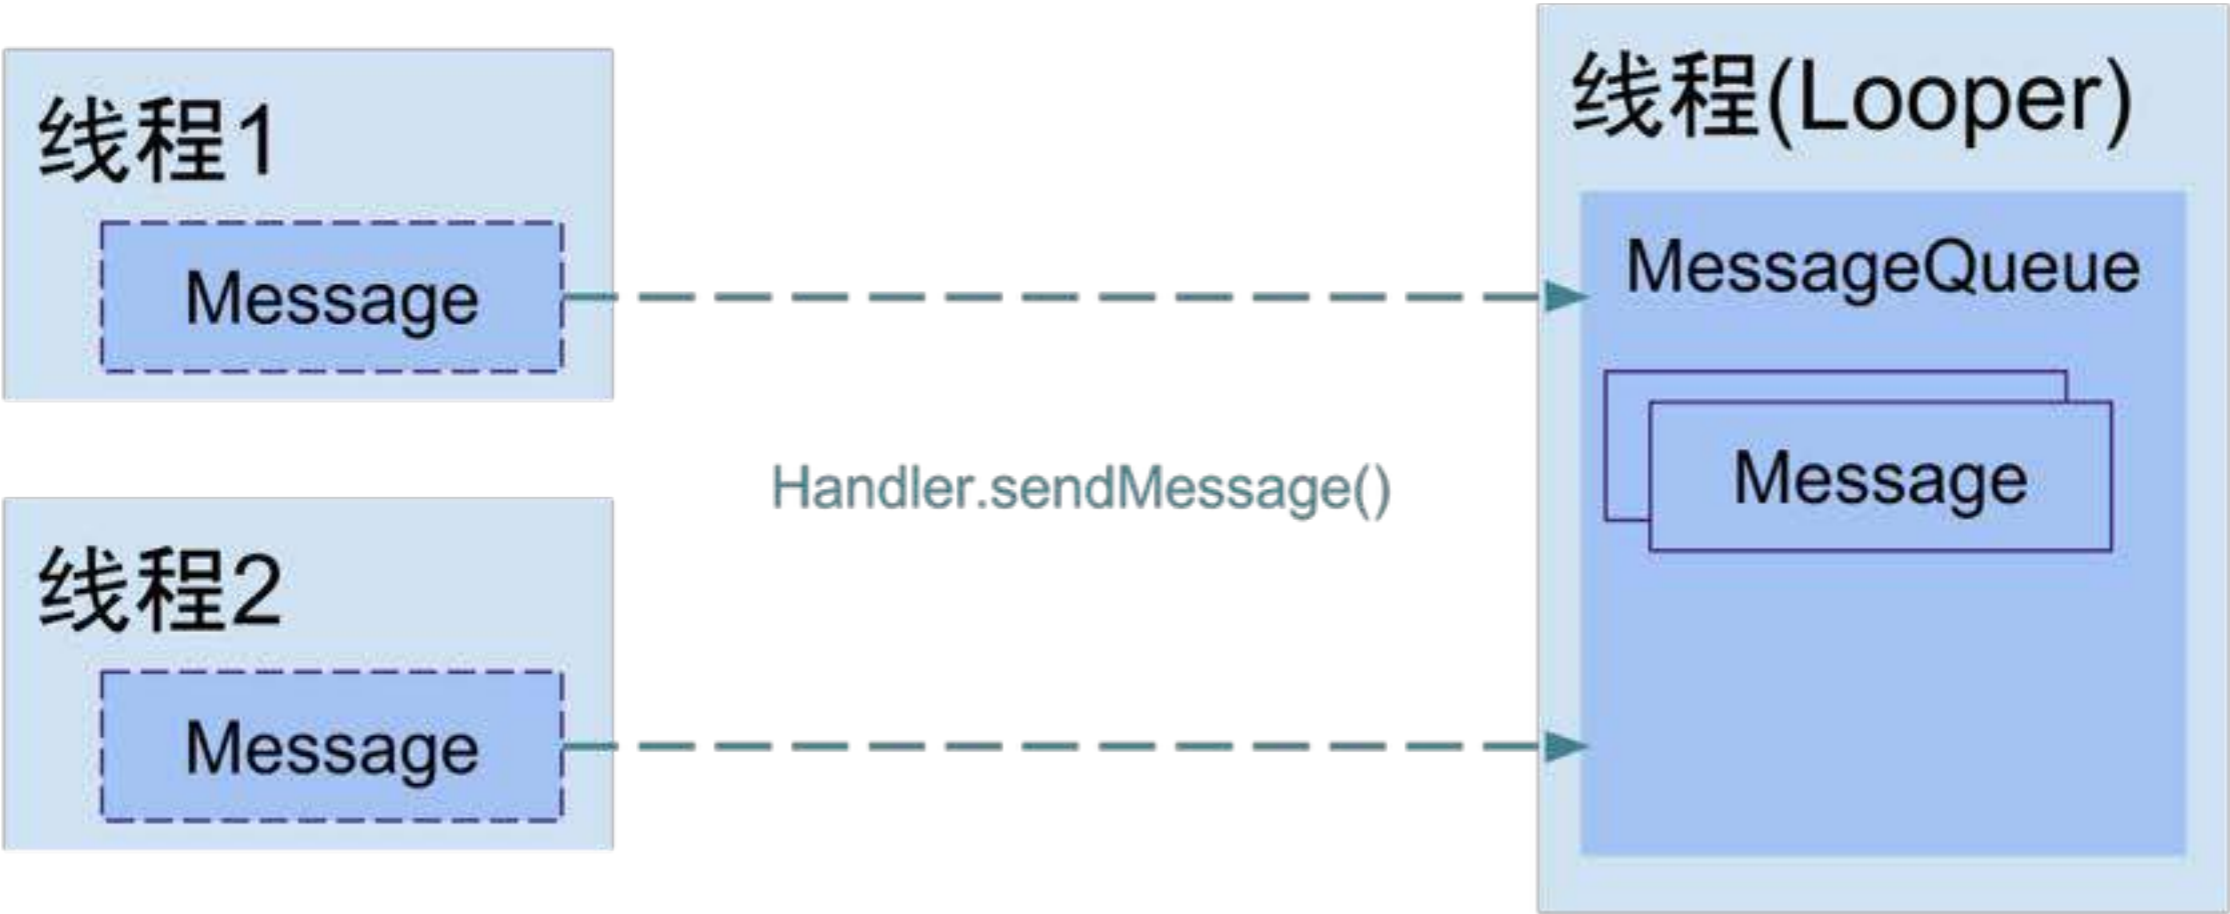 线程1
Message
线程2
Message
Handler.sendMessage()
线程(Looper)
MessageQueue
Message